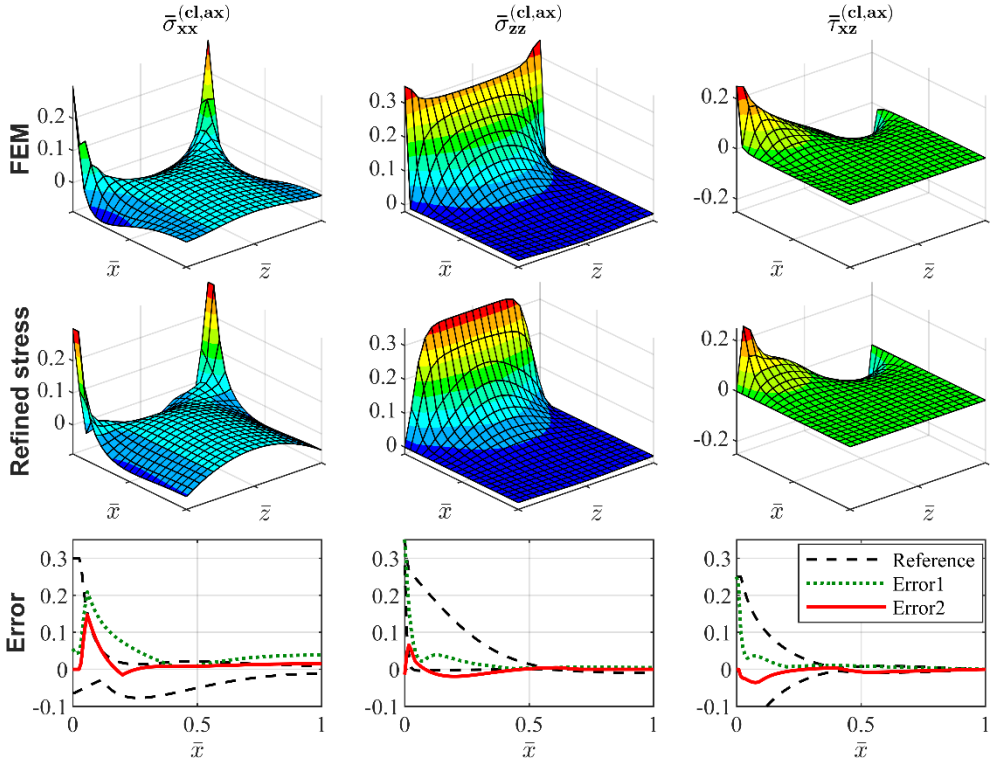 σ̄xx^(cl,ax) σ̄zz^(cl,ax) τ̄xz^(cl,ax)
FEM
0.2
0.1
0
0.3
0.2
0.1
0
0.2
0
-0.2
x̄ z̄ x̄ z̄ x̄ z̄
Refined stress
0.2
0.1
0
0.3
0.2
0.1
0
0.2
0
-0.2
x̄ z̄ x̄ z̄ x̄ z̄
Error
0.3
0.2
0.1
0
-0.1
0 0.5 1
x̄
0.3
0.2
0.1
0
-0.1
0 0.5 1
x̄
0.3
0.2
0.1
0
-0.1
0 0.5 1
x̄
Reference
Error1
Error2